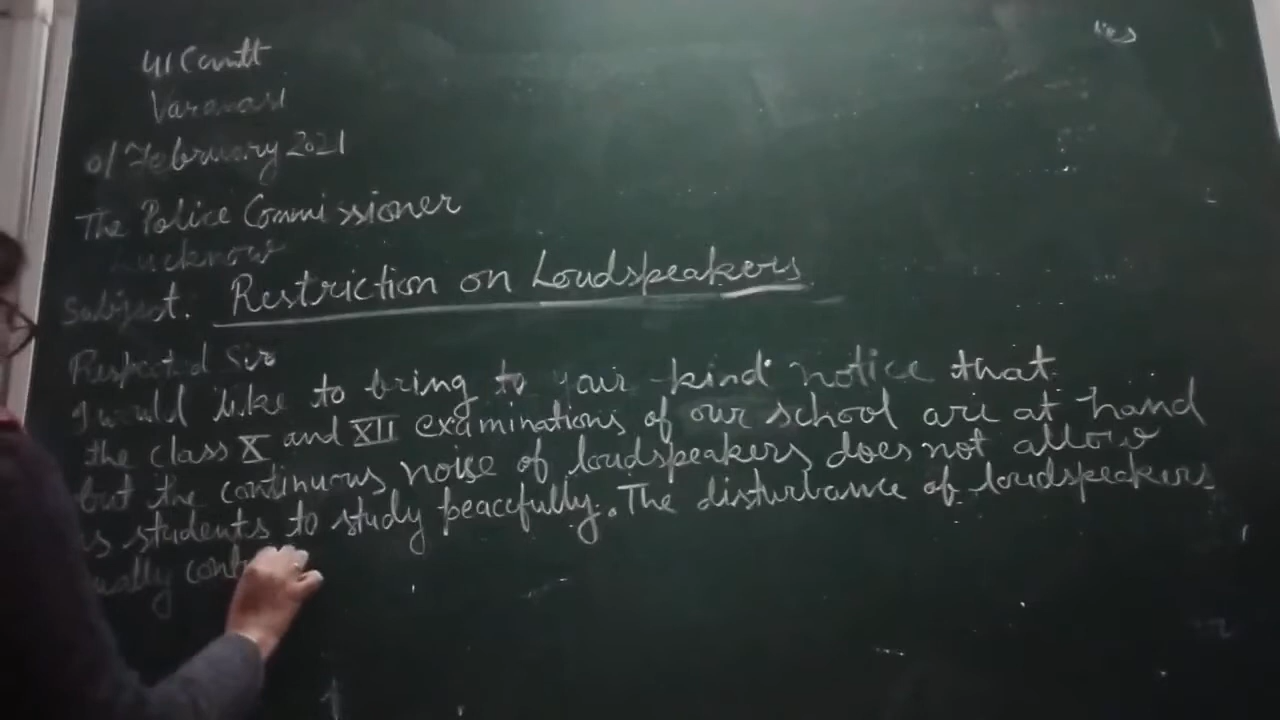 41 Cantt
Varanasi
01 February 2021
The Police Commissioner
Lucknow
Subject: Restriction on Loudspeakers
Respected Sir
I would like to bring to your kind notice that
the class X and XII examinations of our school are at hand
but the continuous noise of loudspeakers does not allow
us students to study peacefully. The disturbance of loudspeakers
usually